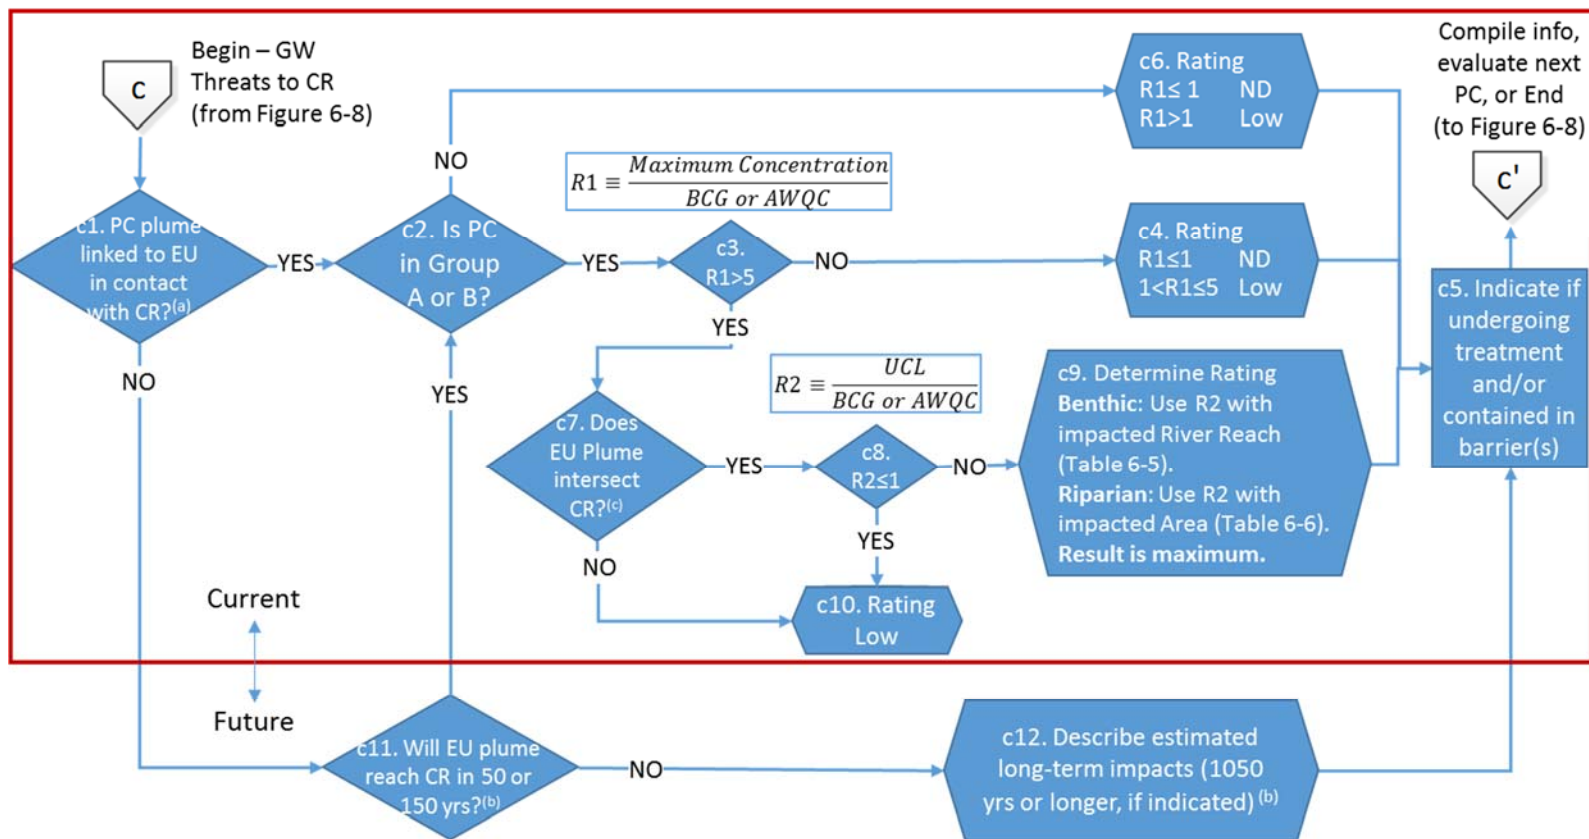 C
Begin – GW
Threats to CR
(from Figure 6-8)
c1. PC plume
linked to EU
in contact
with CR?(a)
YES
NO
c2. Is PC
in Group
A or B?
NO
YES
YES
R1 ≡ Maximum Concentration
BCG or AWQC
c3.
R1>5
NO
YES
c6. Rating
R1≤ 1 ND
R1>1 Low
c4. Rating
R1≤1 ND
1<R1≤5 Low
Compile info,
evaluate next
PC, or End
(to Figure 6-8)
C'
c5. Indicate if
undergoing
treatment
and/or
contained in
barrier(s)
c7. Does
EU Plume
intersect
CR?(c)
YES
NO
R2 ≡ UCL
BCG or AWQC
c8.
R2≤1
NO
YES
c9. Determine Rating
Benthic: Use R2 with
impacted River Reach
(Table 6-5).
Riparian: Use R2 with
impacted Area (Table 6-6).
Result is maximum.
c10. Rating
Low
Current
Future
c11. Will EU plume
reach CR in 50 or
150 yrs?(b)
NO
c12. Describe estimated
long-term impacts (1050
yrs or longer, if indicated) (b)